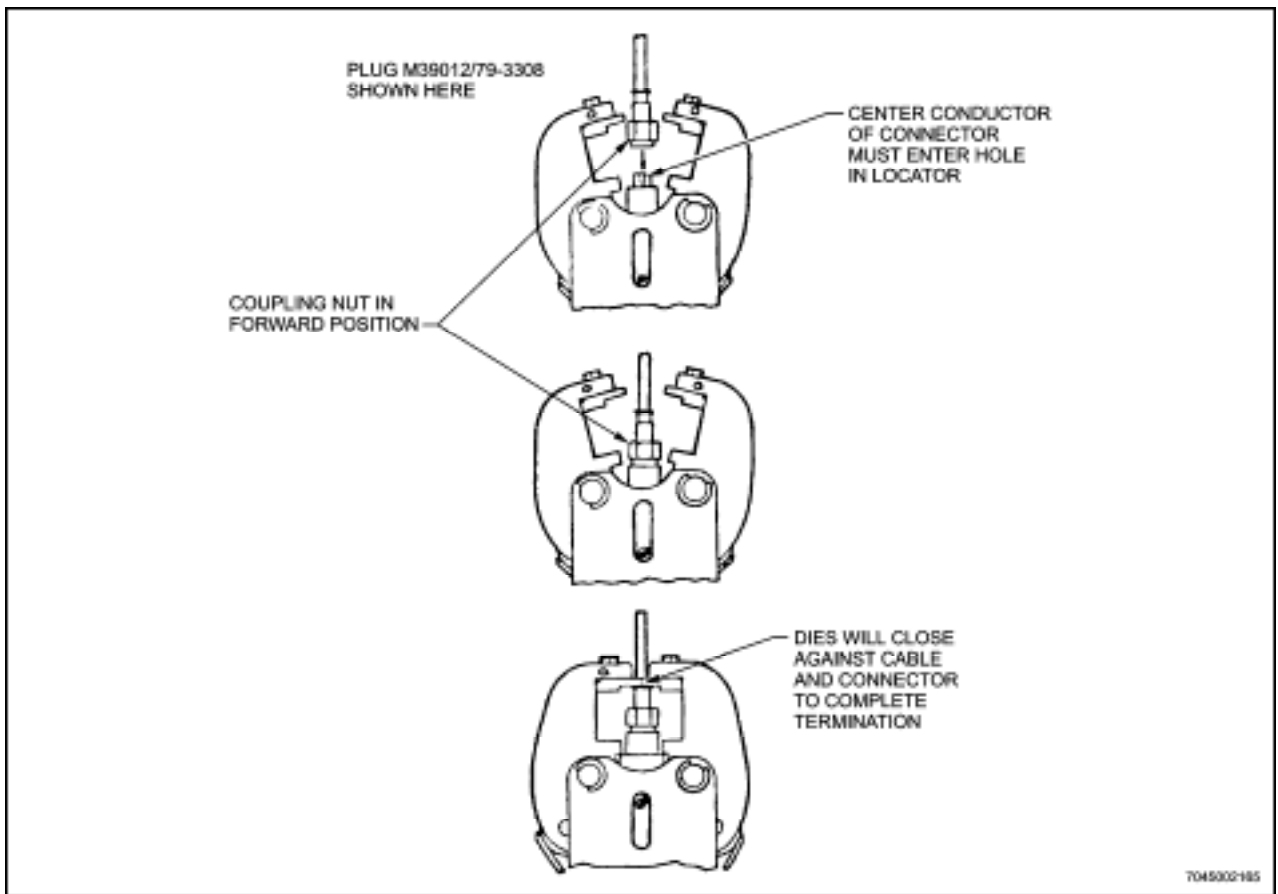 PLUG M39012/79-3308
SHOWN HERE
CENTER CONDUCTOR
OF CONNECTOR
MUST ENTER HOLE
IN LOCATOR
COUPLING NUT IN
FORWARD POSITION
DIES WILL CLOSE
AGAINST CABLE
AND CONNECTOR
TO COMPLETE
TERMINATION
7045002165